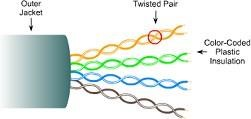 Outer
Jacket
Twisted Pair
Color-Coded
Plastic
Insulation